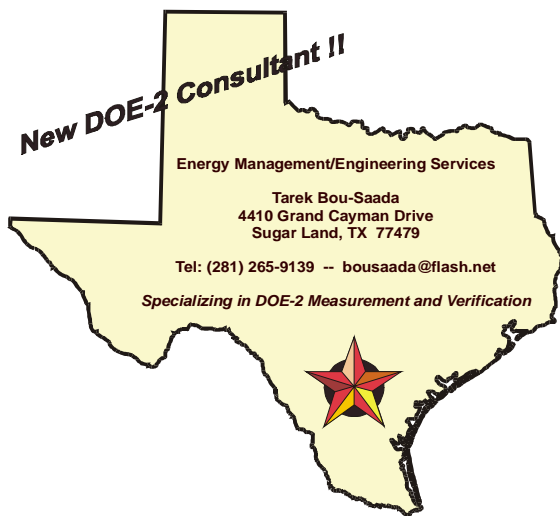 New DOE-2 Consultant !!
Energy Management/Engineering Services
Tarek Bou-Saada
4410 Grand Cayman Drive
Sugar Land, TX  77479
Tel: (281) 265-9139  --  bousaada@flash.net
Specializing in DOE-2 Measurement and Verification